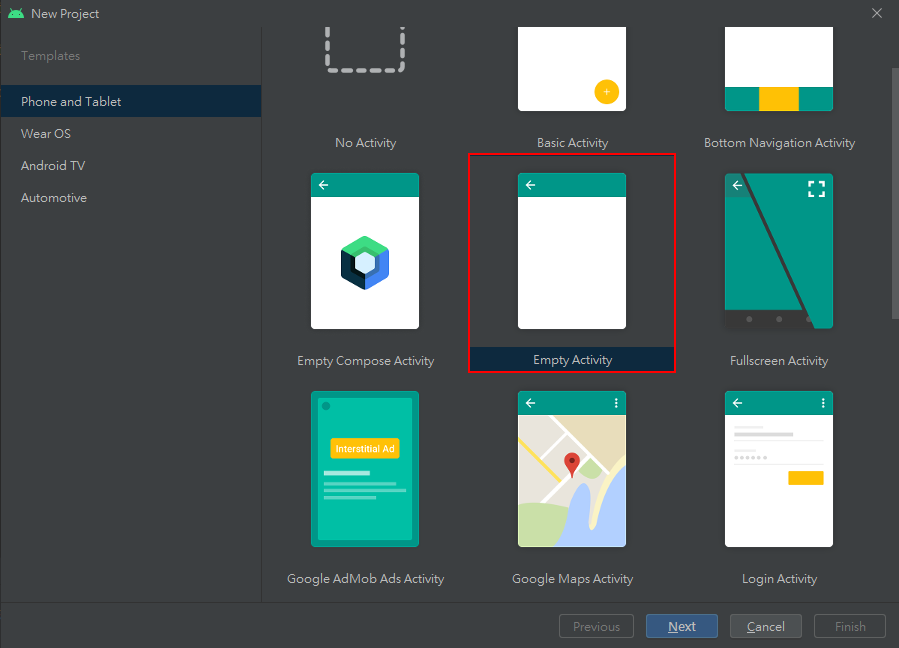 New Project
Templates
Phone and Tablet
Wear OS
Android TV
Automotive
No Activity
Basic Activity
Bottom Navigation Activity
Empty Compose Activity
Empty Activity
Fullscreen Activity
Interstitial Ad
Google AdMob Ads Activity
Google Maps Activity
Login Activity
Previous
Next
Cancel
Finish